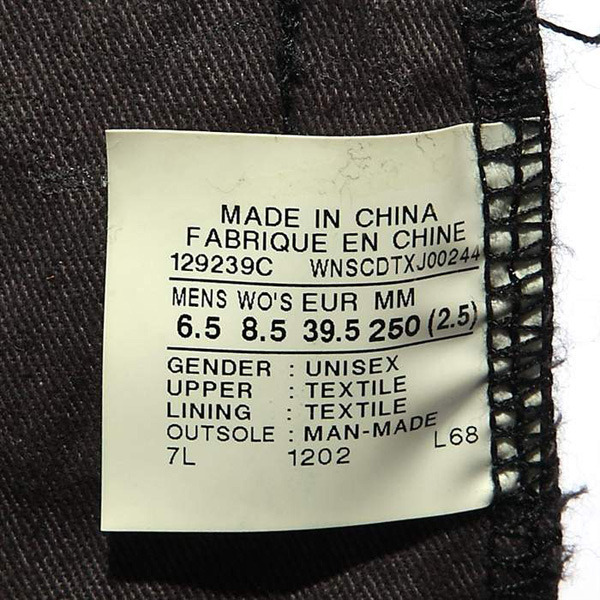 MADE IN CHINA
FABRIQUE EN CHINE
129239C WNSCDTXJ00244
MENS WO'S EUR MM
6.5 8.5 39.5 250 (2.5)
GENDER : UNISEX
UPPER : TEXTILE
LINING : TEXTILE
OUTSOLE : MAN-MADE
7L 1202 L68